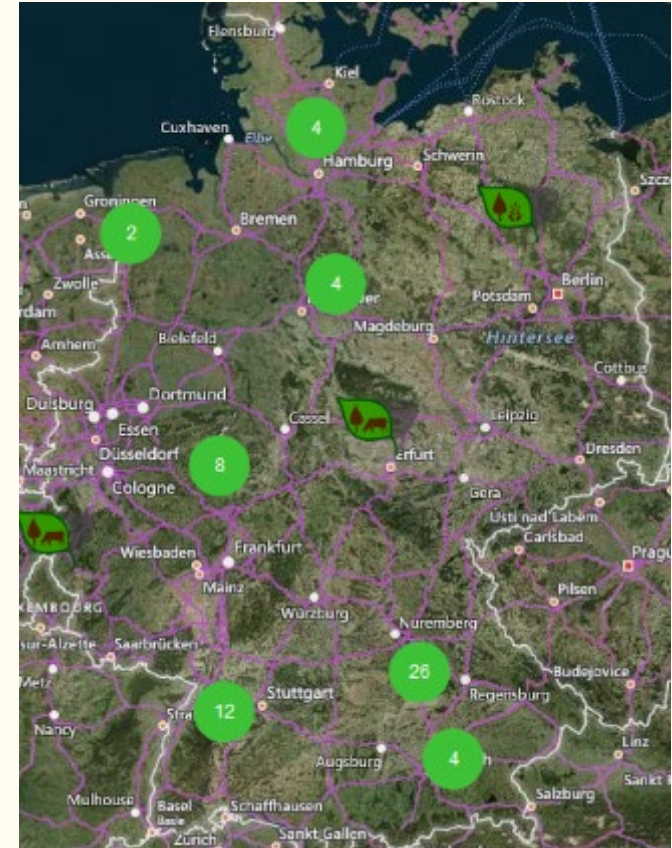 Flensburg
Kiel
Rostock
Cuxhaven
Elbe
4
Hamburg
Schwerin
Groningen
Bremen
2
Zwolle
4
Berlin
Potsdam
Magdeburg
Hintersee
Arnhem
Bielefeld
Cottbus
Dortmund
Duisburg
Essen
Cassel
Leipzig
Düsseldorf
8
Erfurt
Dresden
Maastricht
Cologne
Gera
Usti nad Labem
Carlsbad
Wiesbaden
Frankfurt
Mainz
Pilsen
Würzburg
Nuremberg
Saarbrücken
26
Budejovice
Regensburg
Metz
Stuttgart
12
Nancy
Linz
Augsburg
4
Salzburg
Mulhouse
Basel
Basle
Schaffhausen
Zurich
Sankt Gallen